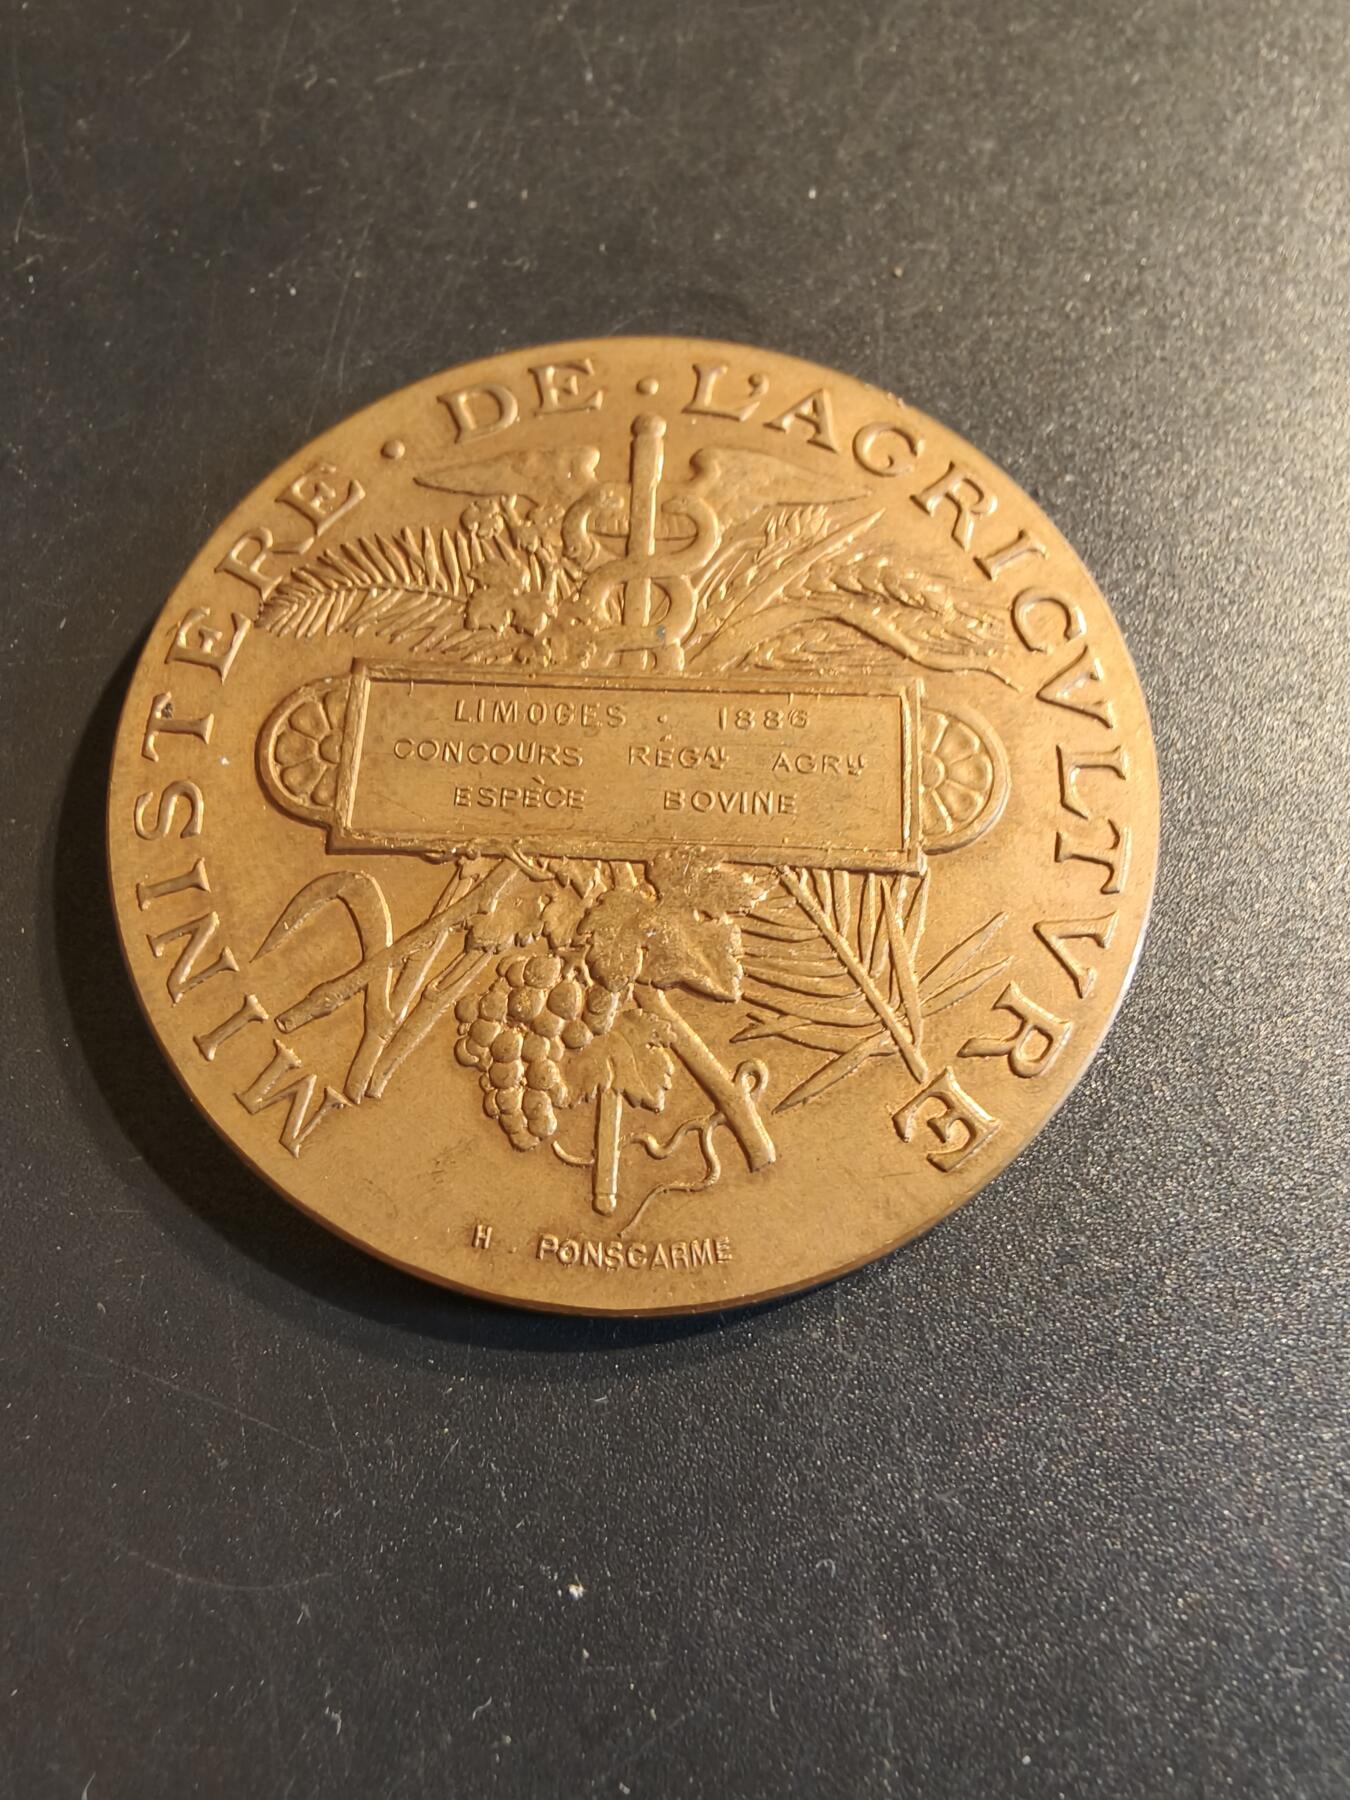 MINISTERE · DE · L'AGRICVLTVRE
LIMOGES . 1886
CONCOURS RÉGAL AGRLE
ESPÈCE BOVINE
H . PONSCARME